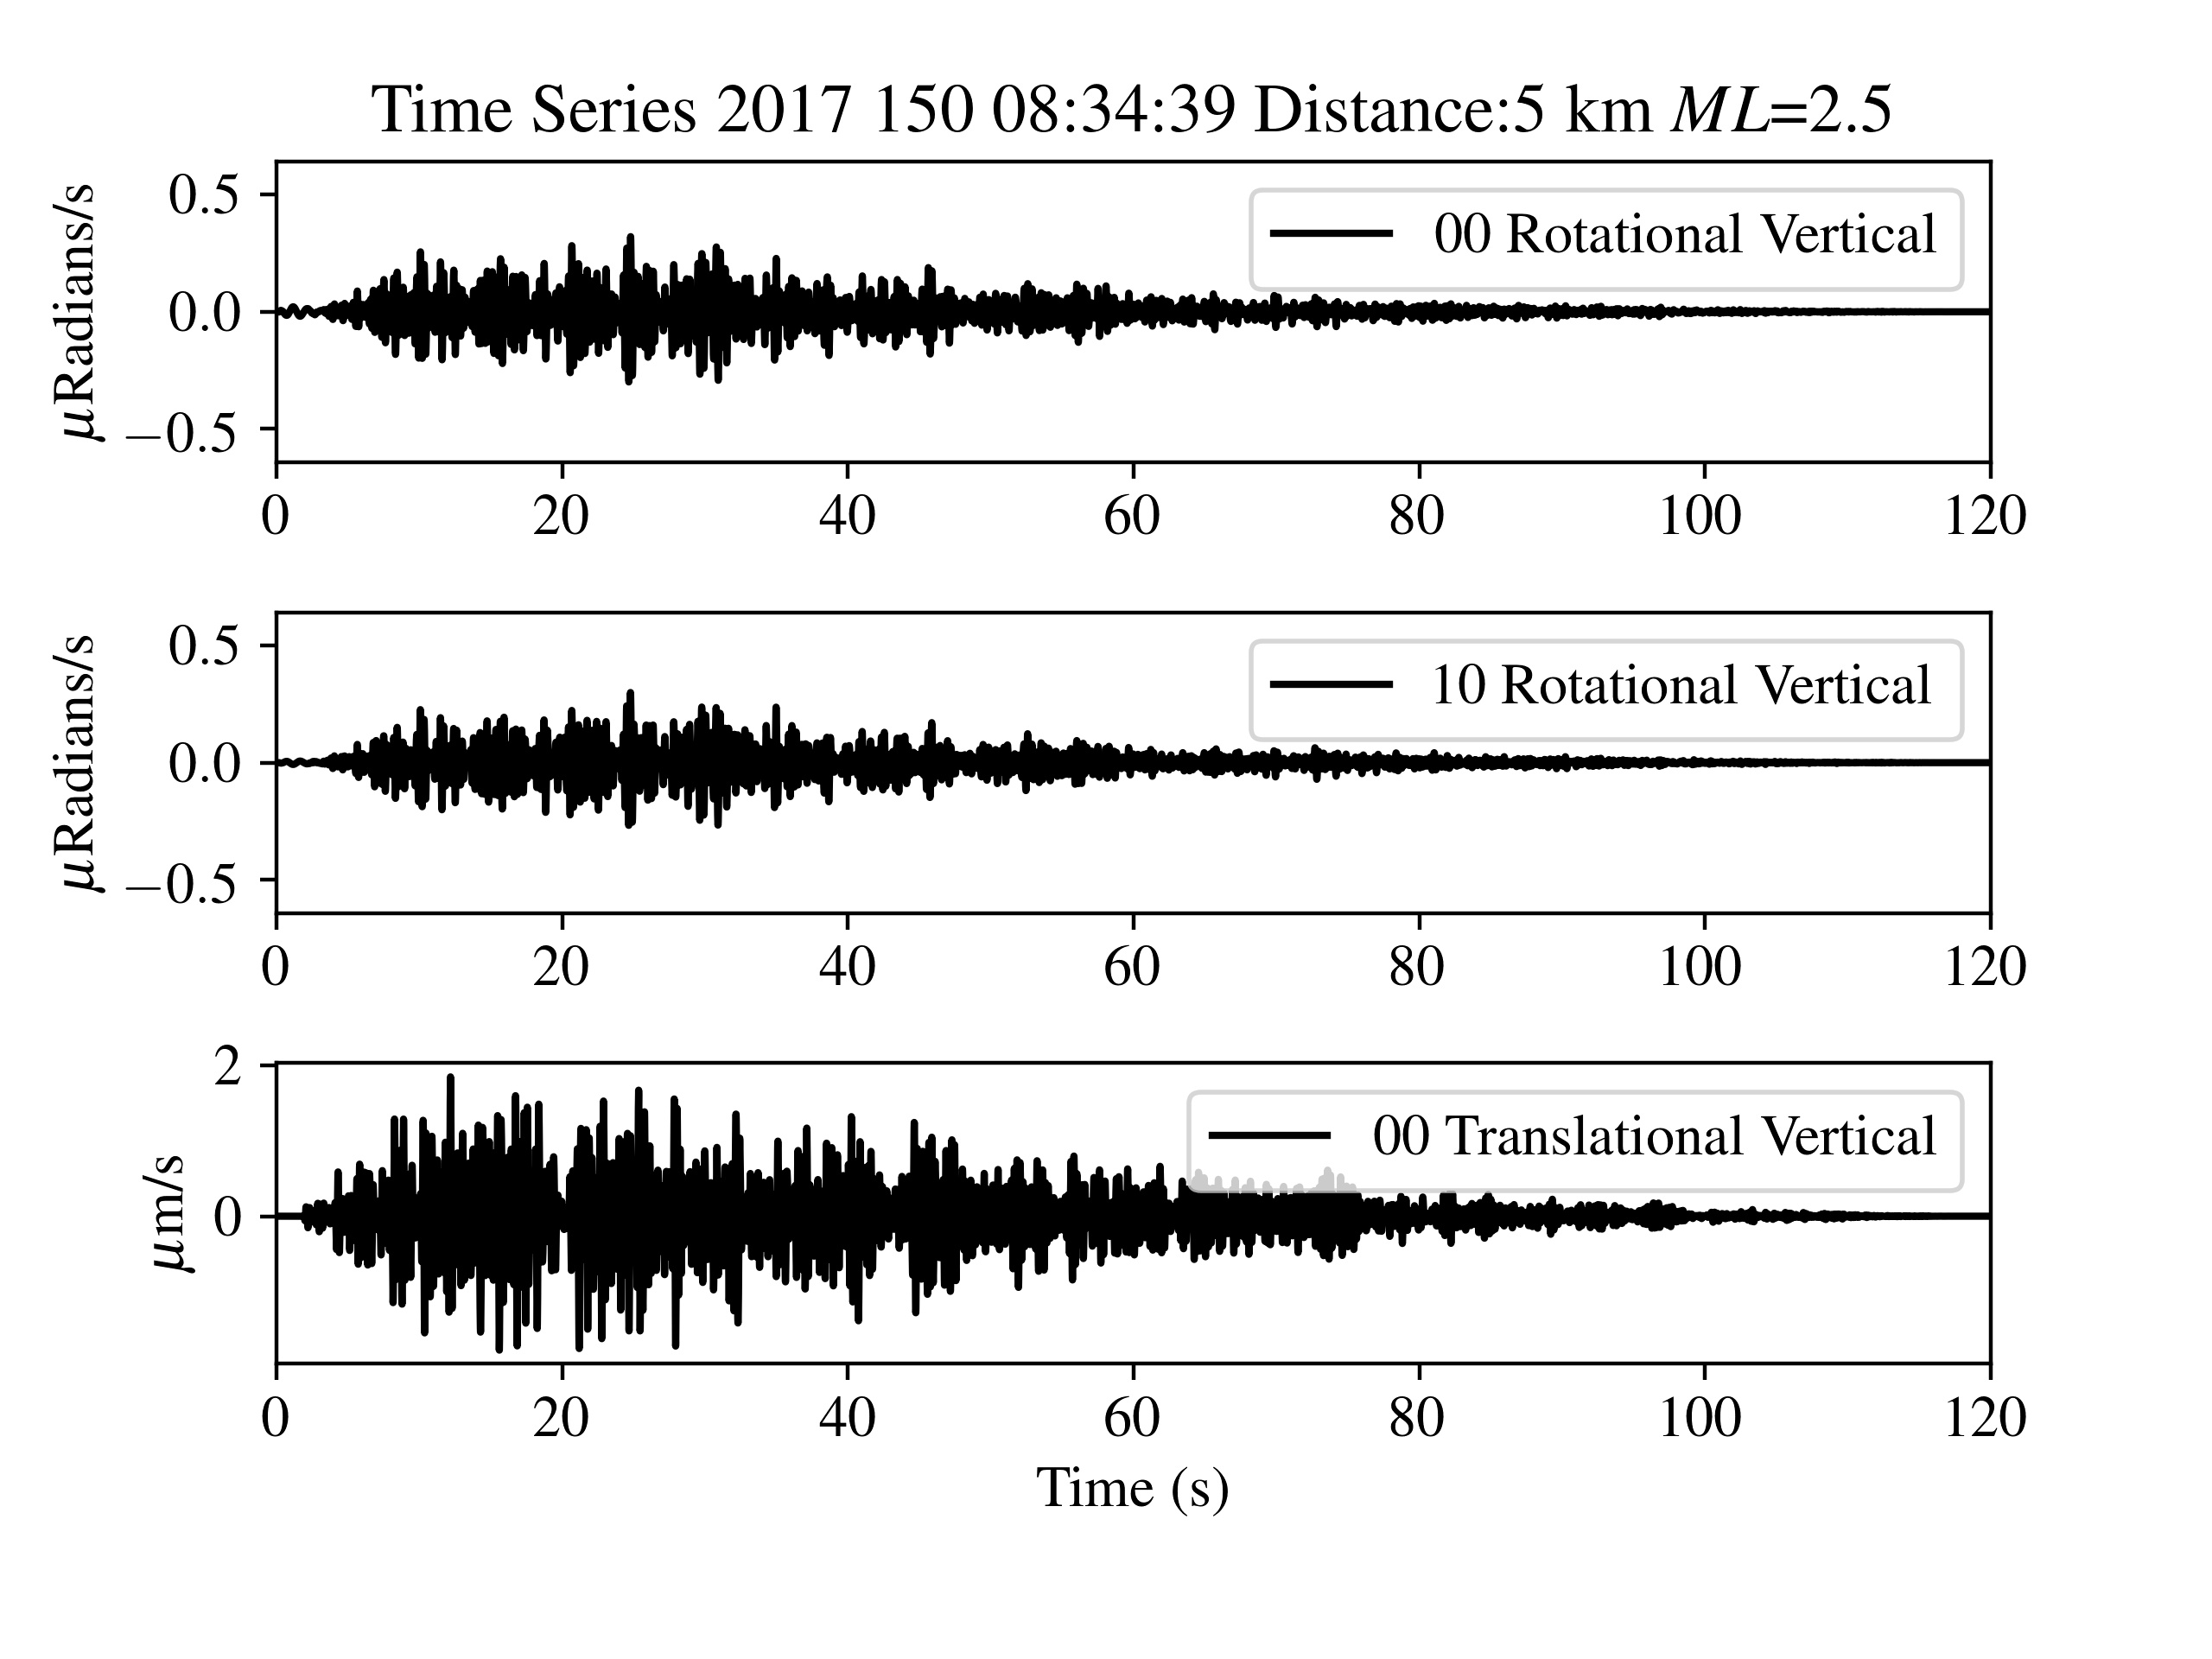 Time Series 2017 150 08:34:39 Distance:5 km ML=2.5
μRadians/s
0.5
0.0
−0.5
00 Rotational Vertical
0 20 40 60 80 100 120
μRadians/s
0.5
0.0
−0.5
10 Rotational Vertical
0 20 40 60 80 100 120
μm/s
2
0
00 Translational Vertical
0 20 40 60 80 100 120
Time (s)